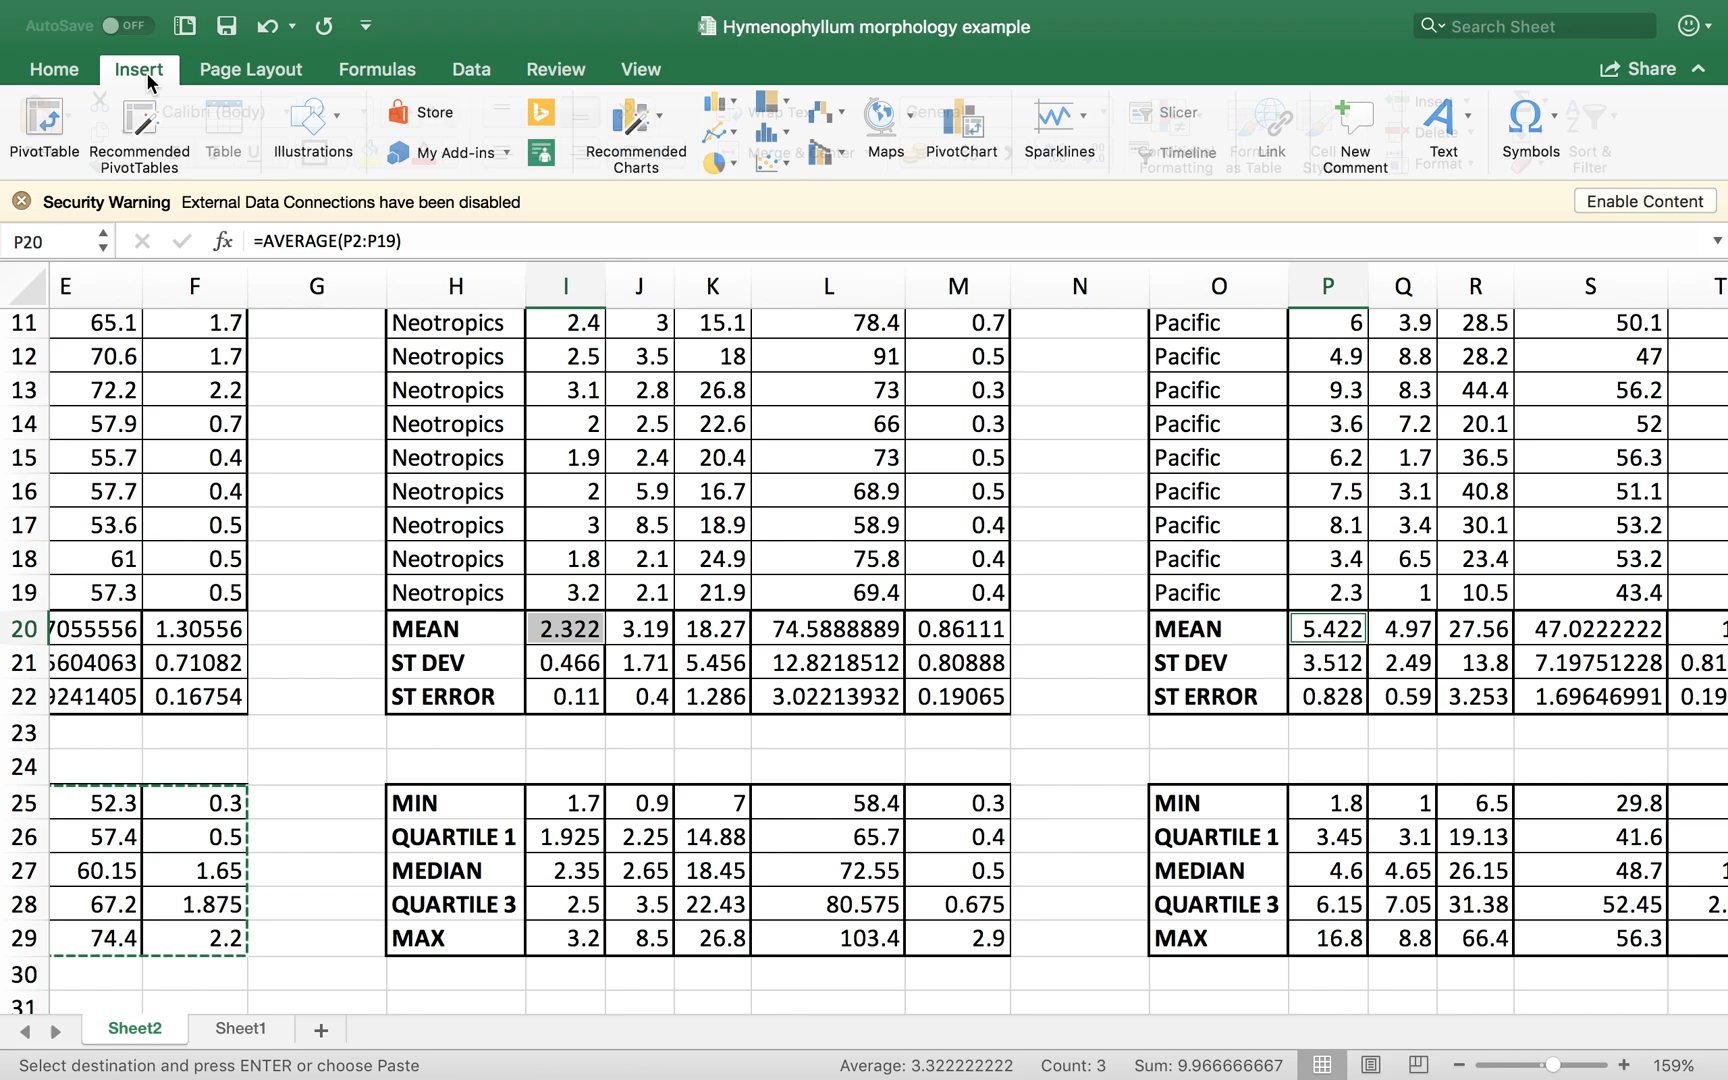 AutoSave OFF Hymenophyllum morphology example Search Sheet
Home Insert Page Layout Formulas Data Review View Share
Store
My Add-ins
PivotTable Recommended PivotTables Table Illustrations Recommended Charts Maps PivotChart Sparklines Slicer Timeline Link New Comment Text Symbols
Security Warning External Data Connections have been disabled Enable Content
P20 fx =AVERAGE(P2:P19)
E F G H I J K L M N O P Q R S T
11 65.1 1.7 Neotropics 2.4 3 15.1 78.4 0.7 Pacific 6 3.9 28.5 50.1
12 70.6 1.7 Neotropics 2.5 3.5 18 91 0.5 Pacific 4.9 8.8 28.2 47
13 72.2 2.2 Neotropics 3.1 2.8 26.8 73 0.3 Pacific 9.3 8.3 44.4 56.2
14 57.9 0.7 Neotropics 2 2.5 22.6 66 0.3 Pacific 3.6 7.2 20.1 52
15 55.7 0.4 Neotropics 1.9 2.4 20.4 73 0.5 Pacific 6.2 1.7 36.5 56.3
16 57.7 0.4 Neotropics 2 5.9 16.7 68.9 0.5 Pacific 7.5 3.1 40.8 51.1
17 53.6 0.5 Neotropics 3 8.5 18.9 58.9 0.4 Pacific 8.1 3.4 30.1 53.2
18 61 0.5 Neotropics 1.8 2.1 24.9 75.8 0.4 Pacific 3.4 6.5 23.4 53.2
19 57.3 0.5 Neotropics 3.2 2.1 21.9 69.4 0.4 Pacific 2.3 1 10.5 43.4
20 7055556 1.30556 MEAN 2.322 3.19 18.27 74.5888889 0.86111 MEAN 5.422 4.97 27.56 47.0222222 1
21 5604063 0.71082 ST DEV 0.466 1.71 5.456 12.8218512 0.80888 ST DEV 3.512 2.49 13.8 7.19751228 0.81
22 9241405 0.16754 ST ERROR 0.11 0.4 1.286 3.02213932 0.19065 ST ERROR 0.828 0.59 3.253 1.69646991 0.19
23
24
25 52.3 0.3 MIN 1.7 0.9 7 58.4 0.3 MIN 1.8 1 6.5 29.8
26 57.4 0.5 QUARTILE 1 1.925 2.25 14.88 65.7 0.4 QUARTILE 1 3.45 3.1 19.13 41.6
27 60.15 1.65 MEDIAN 2.35 2.65 18.45 72.55 0.5 MEDIAN 4.6 4.65 26.15 48.7 1
28 67.2 1.875 QUARTILE 3 2.5 3.5 22.43 80.575 0.675 QUARTILE 3 6.15 7.05 31.38 52.45 2.
29 74.4 2.2 MAX 3.2 8.5 26.8 103.4 2.9 MAX 16.8 8.8 66.4 56.3
30
31
Sheet2 Sheet1 +
Select destination and press ENTER or choose Paste Average: 3.322222222 Count: 3 Sum: 9.966666667 159%